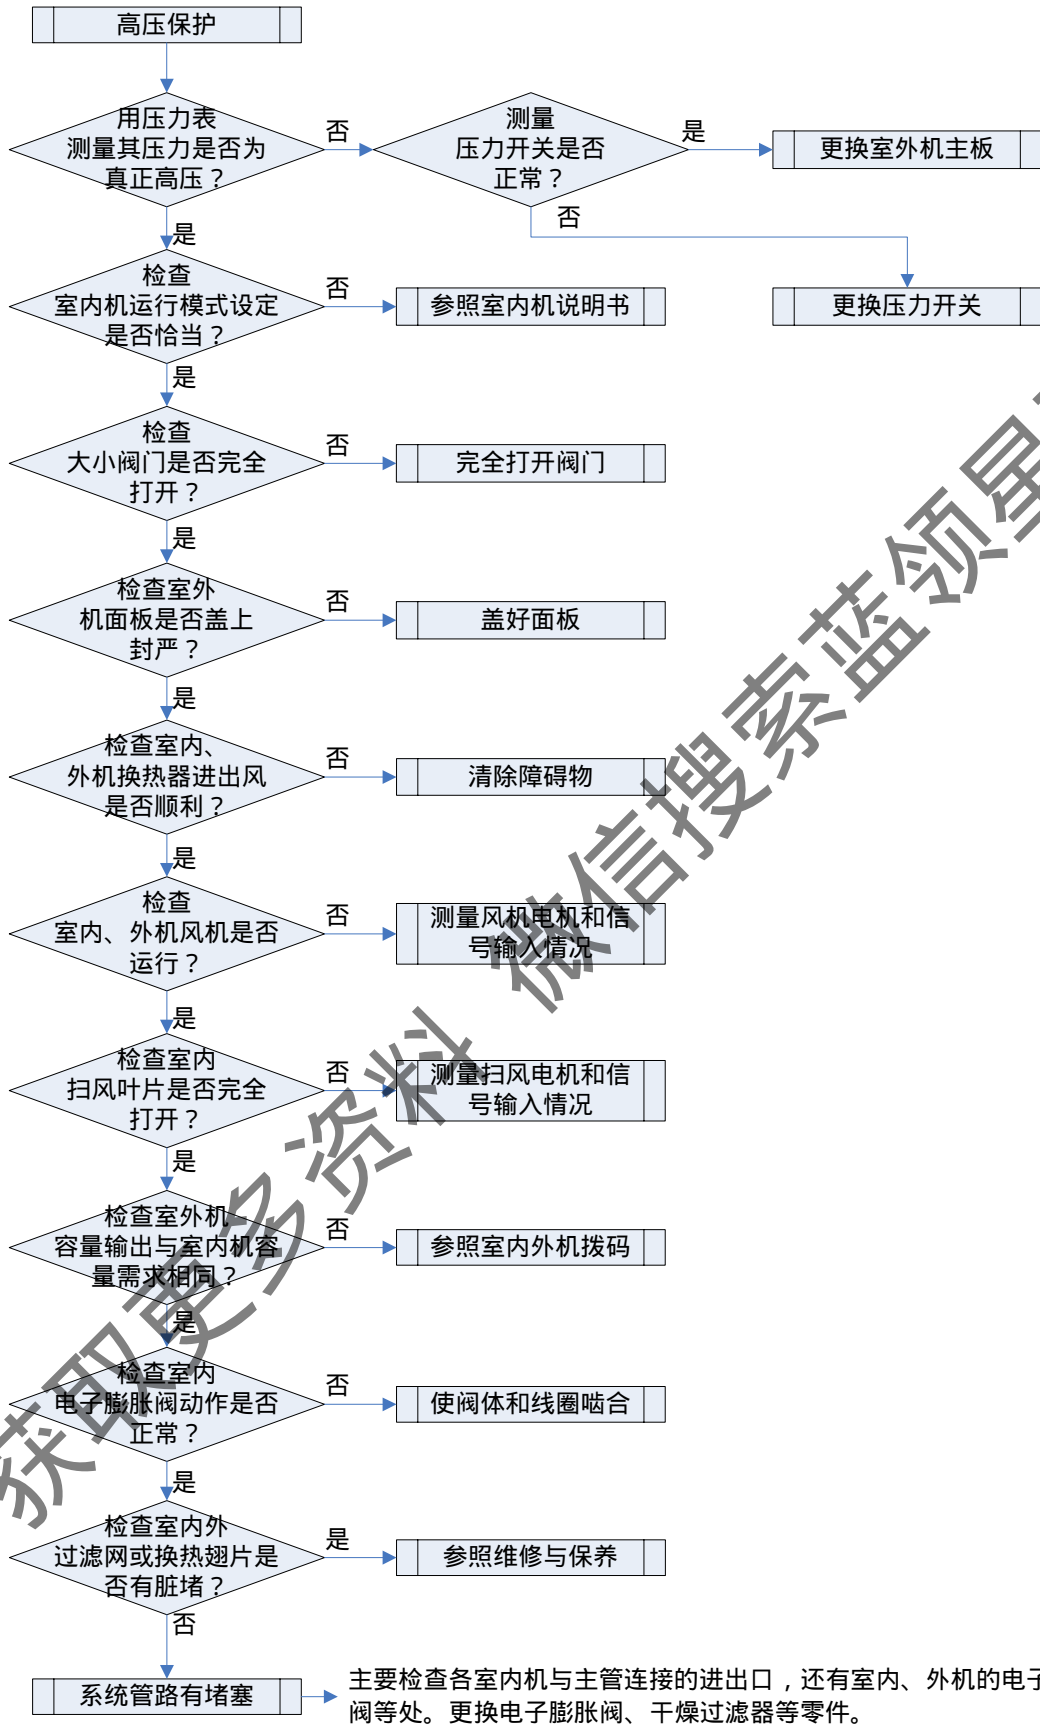 高压保护
用压力表
测量其压力是否为
真正高压？
否
测量
压力开关是否
正常？
是
更换室外机主板
否
更换压力开关
是
检查
室内机运行模式设定
是否恰当？
否
参照室内机说明书
是
检查
大小阀门是否完全
打开？
否
完全打开阀门
是
检查室外
机面板是否盖上
封严？
否
盖好面板
是
检查室内、
外机换热器进出风
是否顺利？
否
清除障碍物
是
检查
室内、外机风机是否
运行？
否
测量风机电机和信
号输入情况
是
检查室内
扫风叶片是否完全
打开？
否
测量扫风电机和信
号输入情况
是
检查室外机
容量输出与室内机容
量需求相同？
否
参照室内外机拨码
是
检查室内
电子膨胀阀动作是否
正常？
否
使阀体和线圈啮合
是
检查室内外
过滤网或换热翅片是
否有脏堵？
是
参照维修与保养
否
系统管路有堵塞
主要检查各室内机与主管连接的进出口，还有室内、外机的电子
阀等处。更换电子膨胀阀、干燥过滤器等零件。
获取更多资料 微信搜索蓝领星